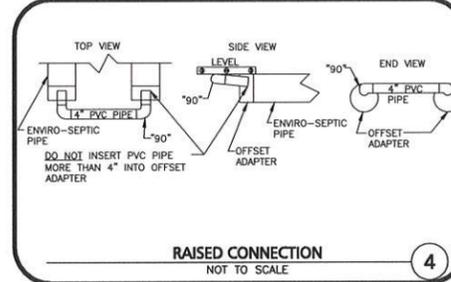 TOP VIEW
4" PVC PIPE
"90"
ENVIRO-SEPTIC
PIPE
DO NOT INSERT PVC PIPE
MORE THAN 4" INTO OFFSET
ADAPTER
SIDE VIEW
LEVEL
"90"
ENVIRO-SEPTIC
PIPE
OFFSET
ADAPTER
END VIEW
"90"
4" PVC
PIPE
OFFSET
ADAPTER
RAISED CONNECTION
NOT TO SCALE
4